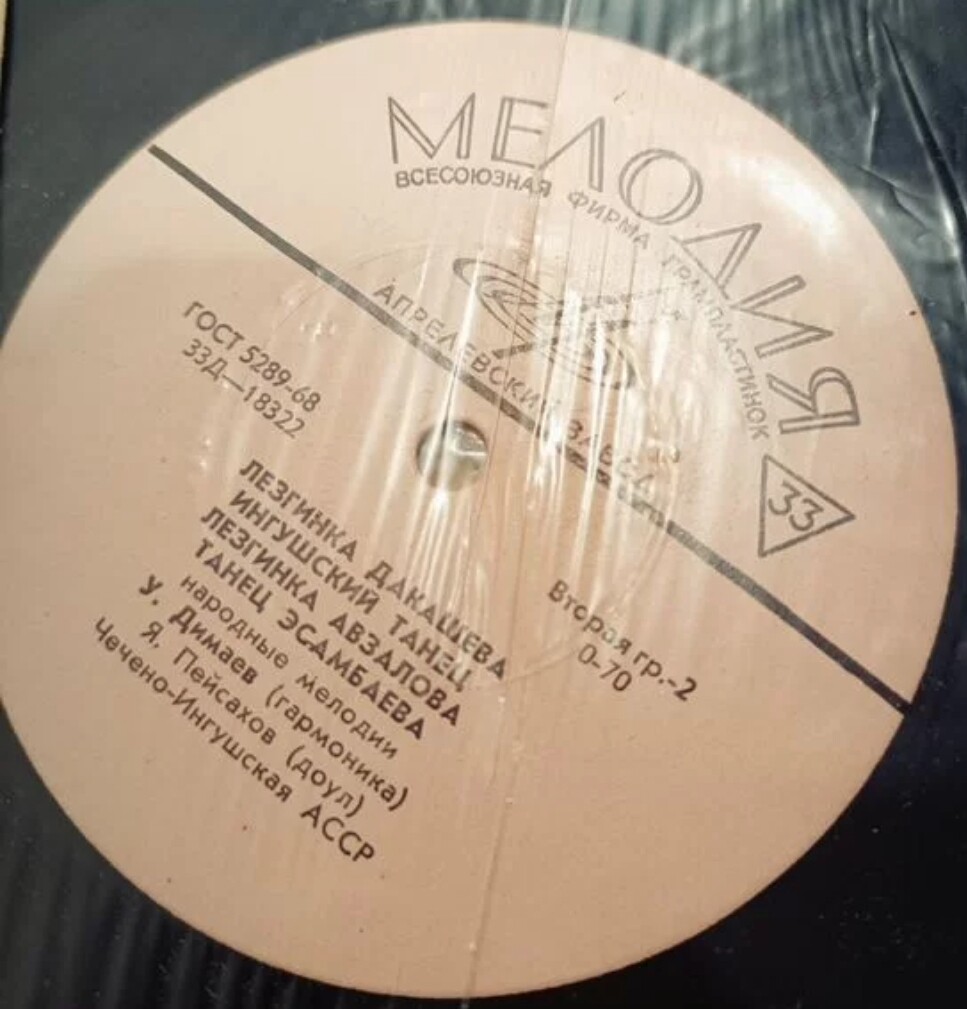 МЕЛОДИЯ
ВСЕСОЮЗНАЯ ФИРМА ГРАМПЛАСТИНОК
АПРЕЛЕВСКИЙ ЗАВОД
33
ГОСТ 5289-68
33Д—18322
Вторая гр.-2
0-70
ЛЕЗГИНКА ДАКАШЕВА
ИНГУШСКИЙ ТАНЕЦ
ЛЕЗГИНКА АВЗАЛОВА
ТАНЕЦ ЭСАМБАЕВА
народные мелодии
У. Димаев (гармоника)
Я. Пейсахов (доул)
Чечено-Ингушская АССР